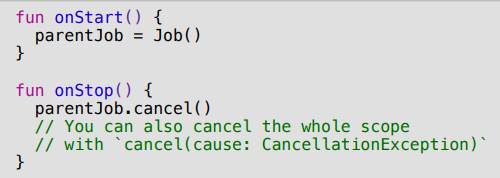 fun onStart() {
  parentJob = Job()
}

fun onStop() {
  parentJob.cancel()
  // You can also cancel the whole scope
  // with `cancel(cause: CancellationException)`
}